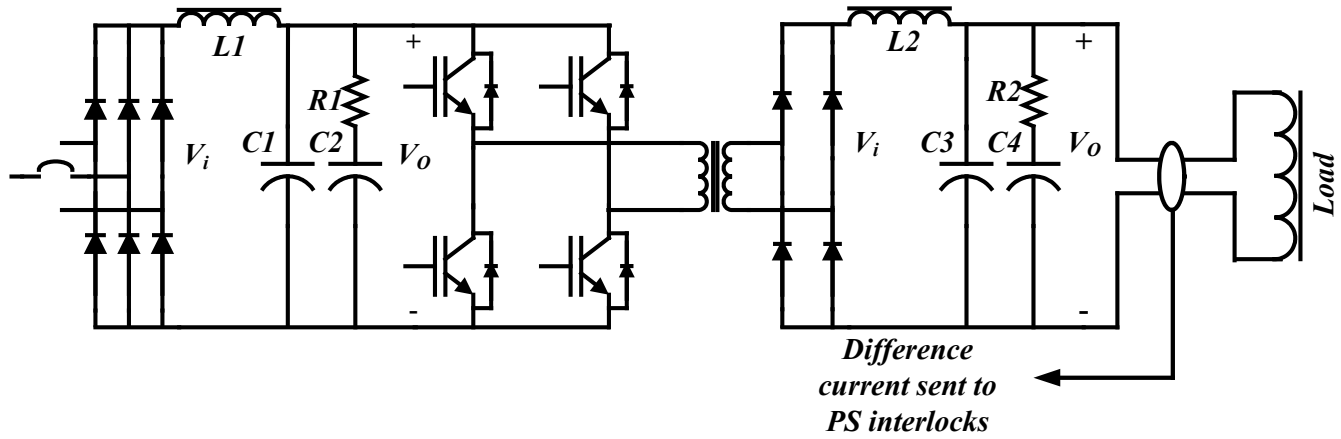 L1
+
R1
V_i
C1
C2
V_O
-
L2
+
R2
V_i
C3
C4
V_O
-
Load
Difference
current sent to
PS interlocks